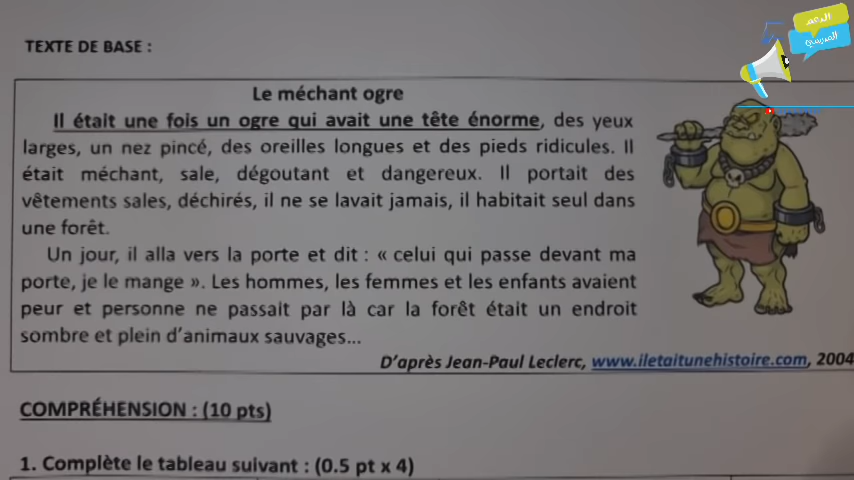 الدعم
المدرسي
TEXTE DE BASE :
Le méchant ogre
Il était une fois un ogre qui avait une tête énorme, des yeux
larges, un nez pincé, des oreilles longues et des pieds ridicules. Il
était méchant, sale, dégoutant et dangereux. Il portait des
vêtements sales, déchirés, il ne se lavait jamais, il habitait seul dans
une forêt.
Un jour, il alla vers la porte et dit : « celui qui passe devant ma
porte, je le mange ». Les hommes, les femmes et les enfants avaient
peur et personne ne passait par là car la forêt était un endroit
sombre et plein d'animaux sauvages...
D'après Jean-Paul Leclerc, www.iletaitunehistoire.com, 2004
COMPRÉHENSION : (10 pts)
1. Complète le tableau suivant : (0.5 pt x 4)